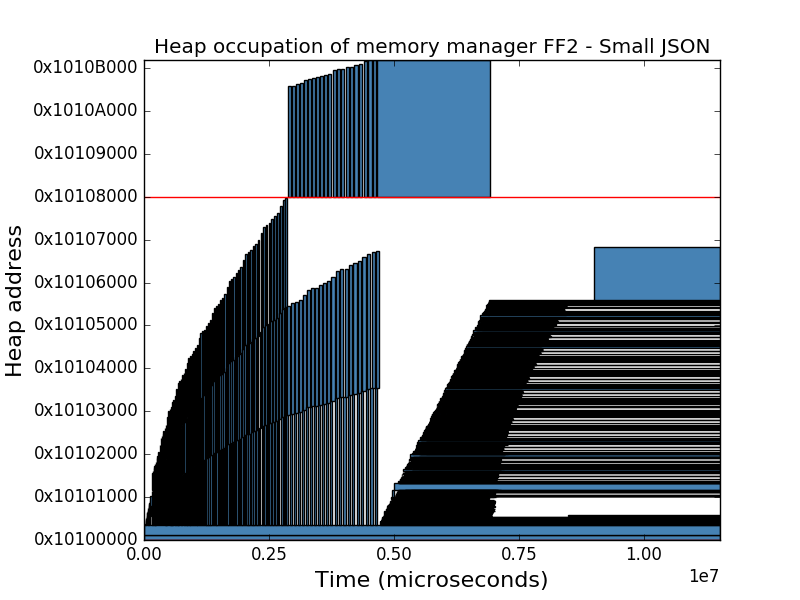 Heap occupation of memory manager FF2 - Small JSON
0x1010B000
0x1010A000
0x10109000
0x10108000
0x10107000
0x10106000
0x10105000
0x10104000
0x10103000
0x10102000
0x10101000
0x10100000
Heap address
0.00 0.25 0.50 0.75 1.00
1e7
Time (microseconds)